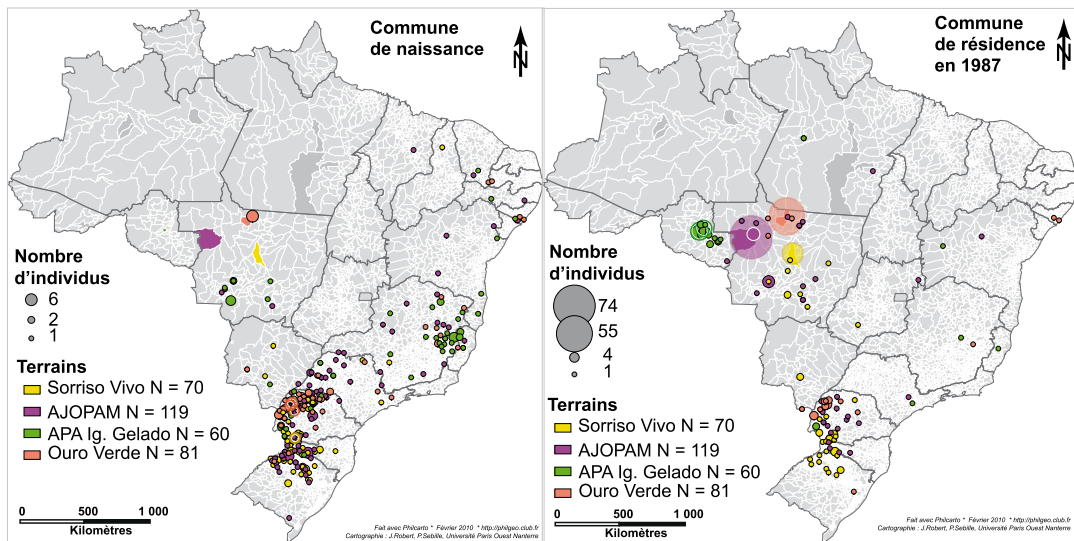 Commune
de naissance
N
Nombre
d'individus
6
2
1
Terrains
Sorriso Vivo N = 70
AJOPAM N = 119
APA Ig. Gelado N = 60
Ouro Verde N = 81
0 500 1 000
Kilomètres
Fait avec Philcarto * Février 2010 * http://philgeo.club.fr
Cartographie : J.Robert, P.Sebille, Université Paris Ouest Nanterre
Commune
de résidence
en 1987
N
Nombre
d'individus
74
55
4
1
Terrains
Sorriso Vivo N = 70
AJOPAM N = 119
APA Ig. Gelado N = 60
Ouro Verde N = 81
0 500 1 000
Kilomètres
Fait avec Philcarto * Février 2010 * http://philgeo.club.fr
Cartographie : J.Robert, P.Sebille, Université Paris Ouest Nanterre